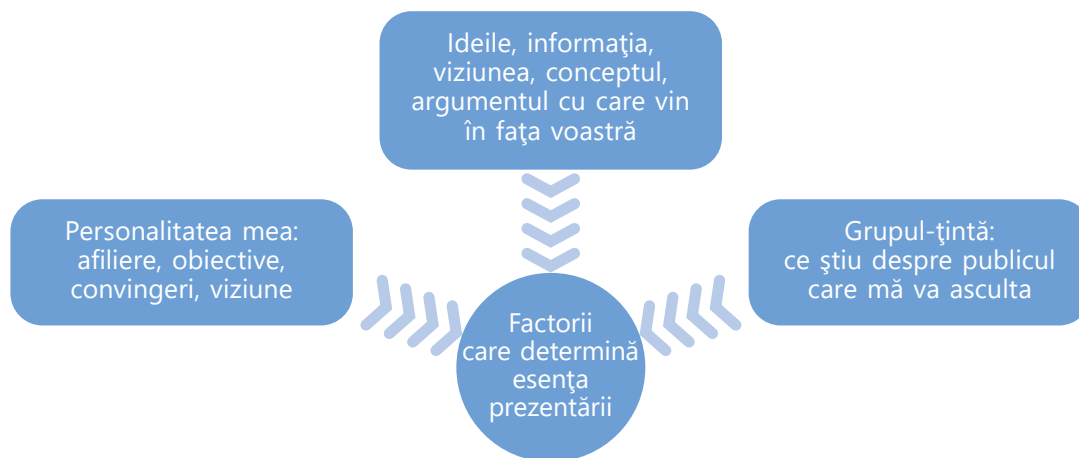 Ideile, informaţia,
viziunea, conceptul,
argumentul cu care vin
în faţa voastră
Personalitatea mea:
afiliere, obiective,
convingeri, viziune
Grupul-ţintă:
ce ştiu despre publicul
care mă va asculta
Factorii
care determină
esenţa
prezentării